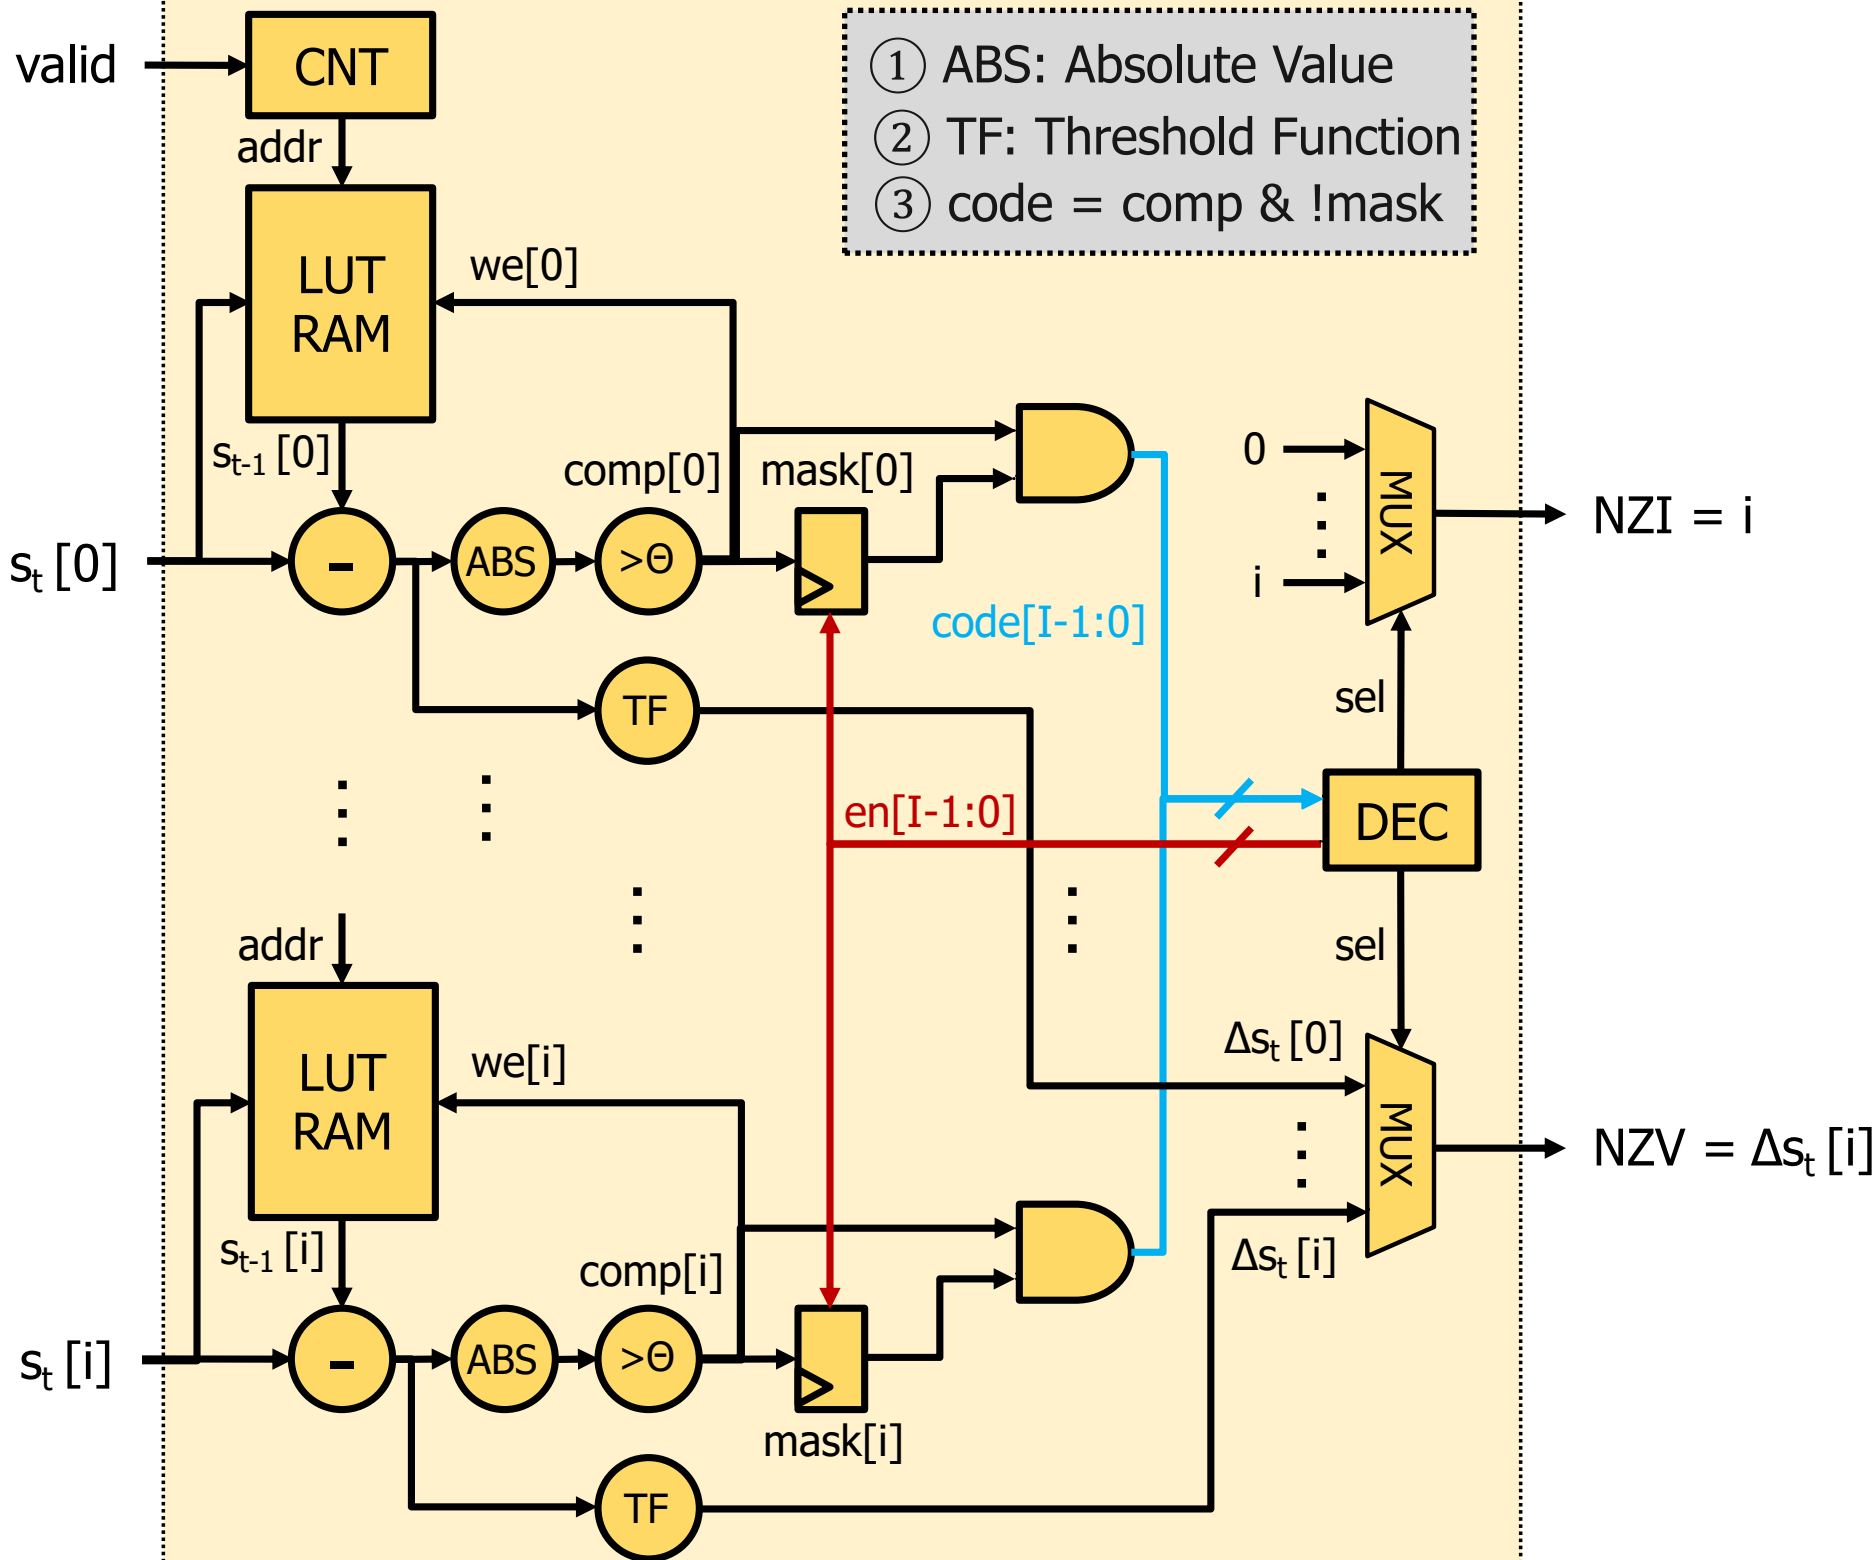 valid
CNT
① ABS: Absolute Value
② TF: Threshold Function
③ code = comp & !mask
addr
LUT
RAM
we[0]
sₜ₋₁ [0]
comp[0]
mask[0]
0
MUX
NZI = i
sₜ [0]
-
ABS
>Θ
i
code[I-1:0]
sel
TF
en[I-1:0]
DEC
addr
sel
LUT
RAM
we[i]
Δsₜ [0]
MUX
NZV = Δsₜ [i]
sₜ₋₁ [i]
comp[i]
Δsₜ [i]
sₜ [i]
-
ABS
>Θ
mask[i]
TF